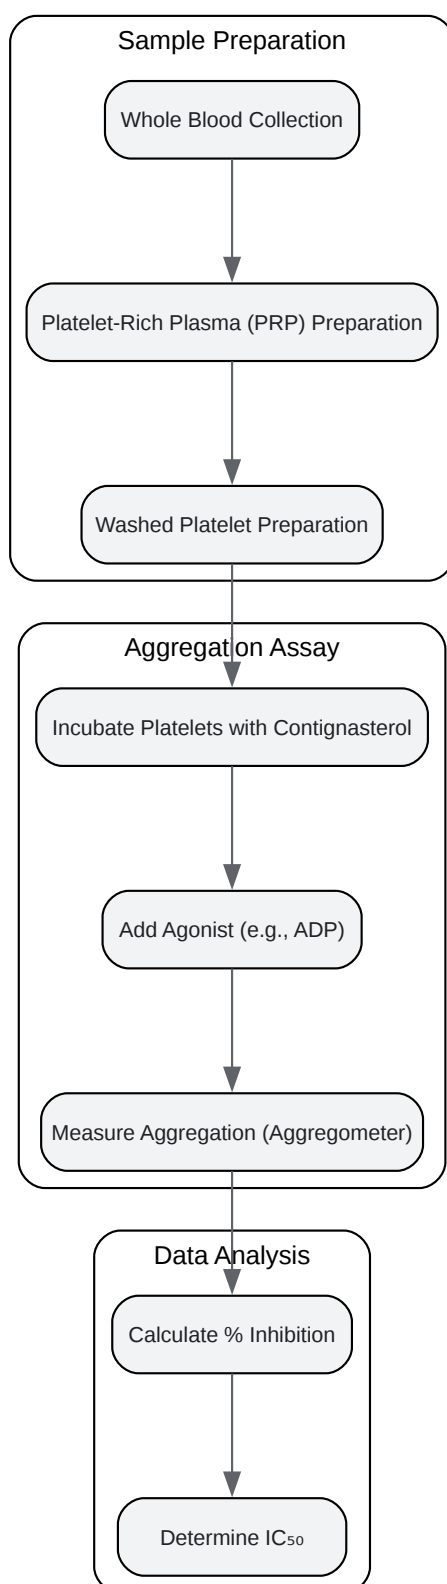 Sample Preparation
Whole Blood Collection
Platelet-Rich Plasma (PRP) Preparation
Washed Platelet Preparation
Aggregation Assay
Incubate Platelets with Contignasterol
Add Agonist (e.g., ADP)
Measure Aggregation (Aggregometer)
Data Analysis
Calculate % Inhibition
Determine IC₅₀